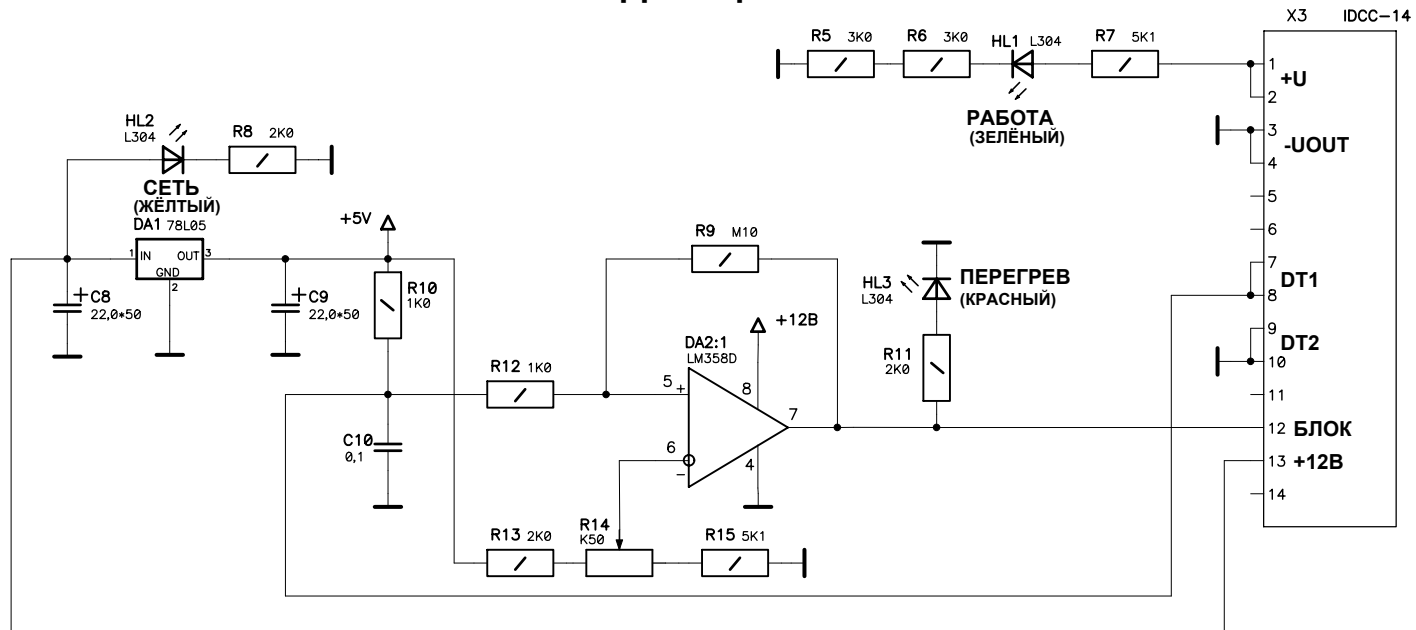 X3 IDCC-14
R5 3K0
R6 3K0
HL1 L304
R7 5K1
РАБОТА
(ЗЕЛЁНЫЙ)
1
+U
2
3
-UOUT
4
5
6
7
DT1
8
9
DT2
10
11
12 БЛОК
13 +12В
14
HL2
L304
R8 2K0
СЕТЬ
(ЖЁЛТЫЙ)
DA1 78L05
1 IN OUT 3
GND
2
+5V
+C8
22,0*50
+C9
22,0*50
R10
1K0
R9 M10
HL3
L304
ПЕРЕГРЕВ
(КРАСНЫЙ)
+12В
DA2:1
LM358D
R11
2K0
R12 1K0
5 +
8
7
6
-
4
C10
0,1
R13 2K0
R14
K50
R15 5K1